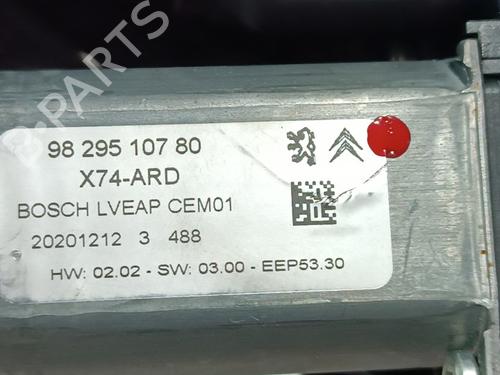 98 295 107 80
X74-ARD
BOSCH LVEAP CEM01
20201212 3 488
HW: 02.02 - SW: 03.00 - EEP53.30
B-PARTS